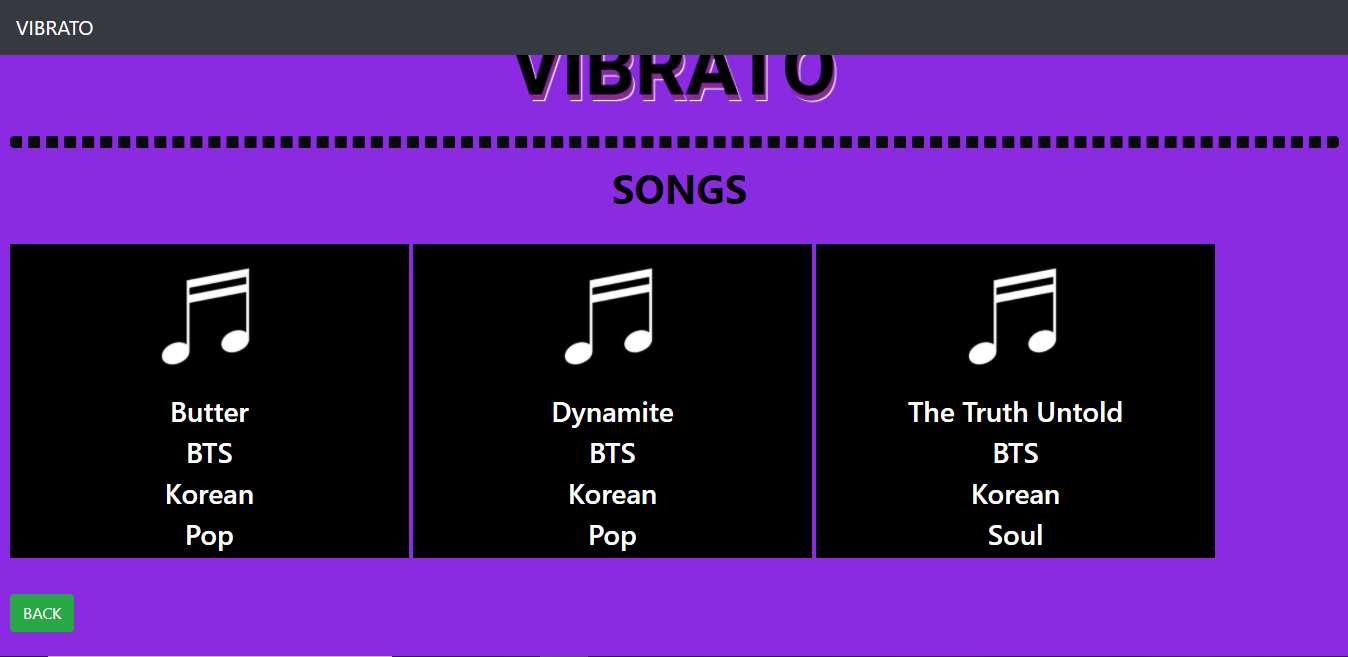 VIBRATO
VIBRATO
SONGS
Butter
BTS
Korean
Pop
Dynamite
BTS
Korean
Pop
The Truth Untold
BTS
Korean
Soul
BACK